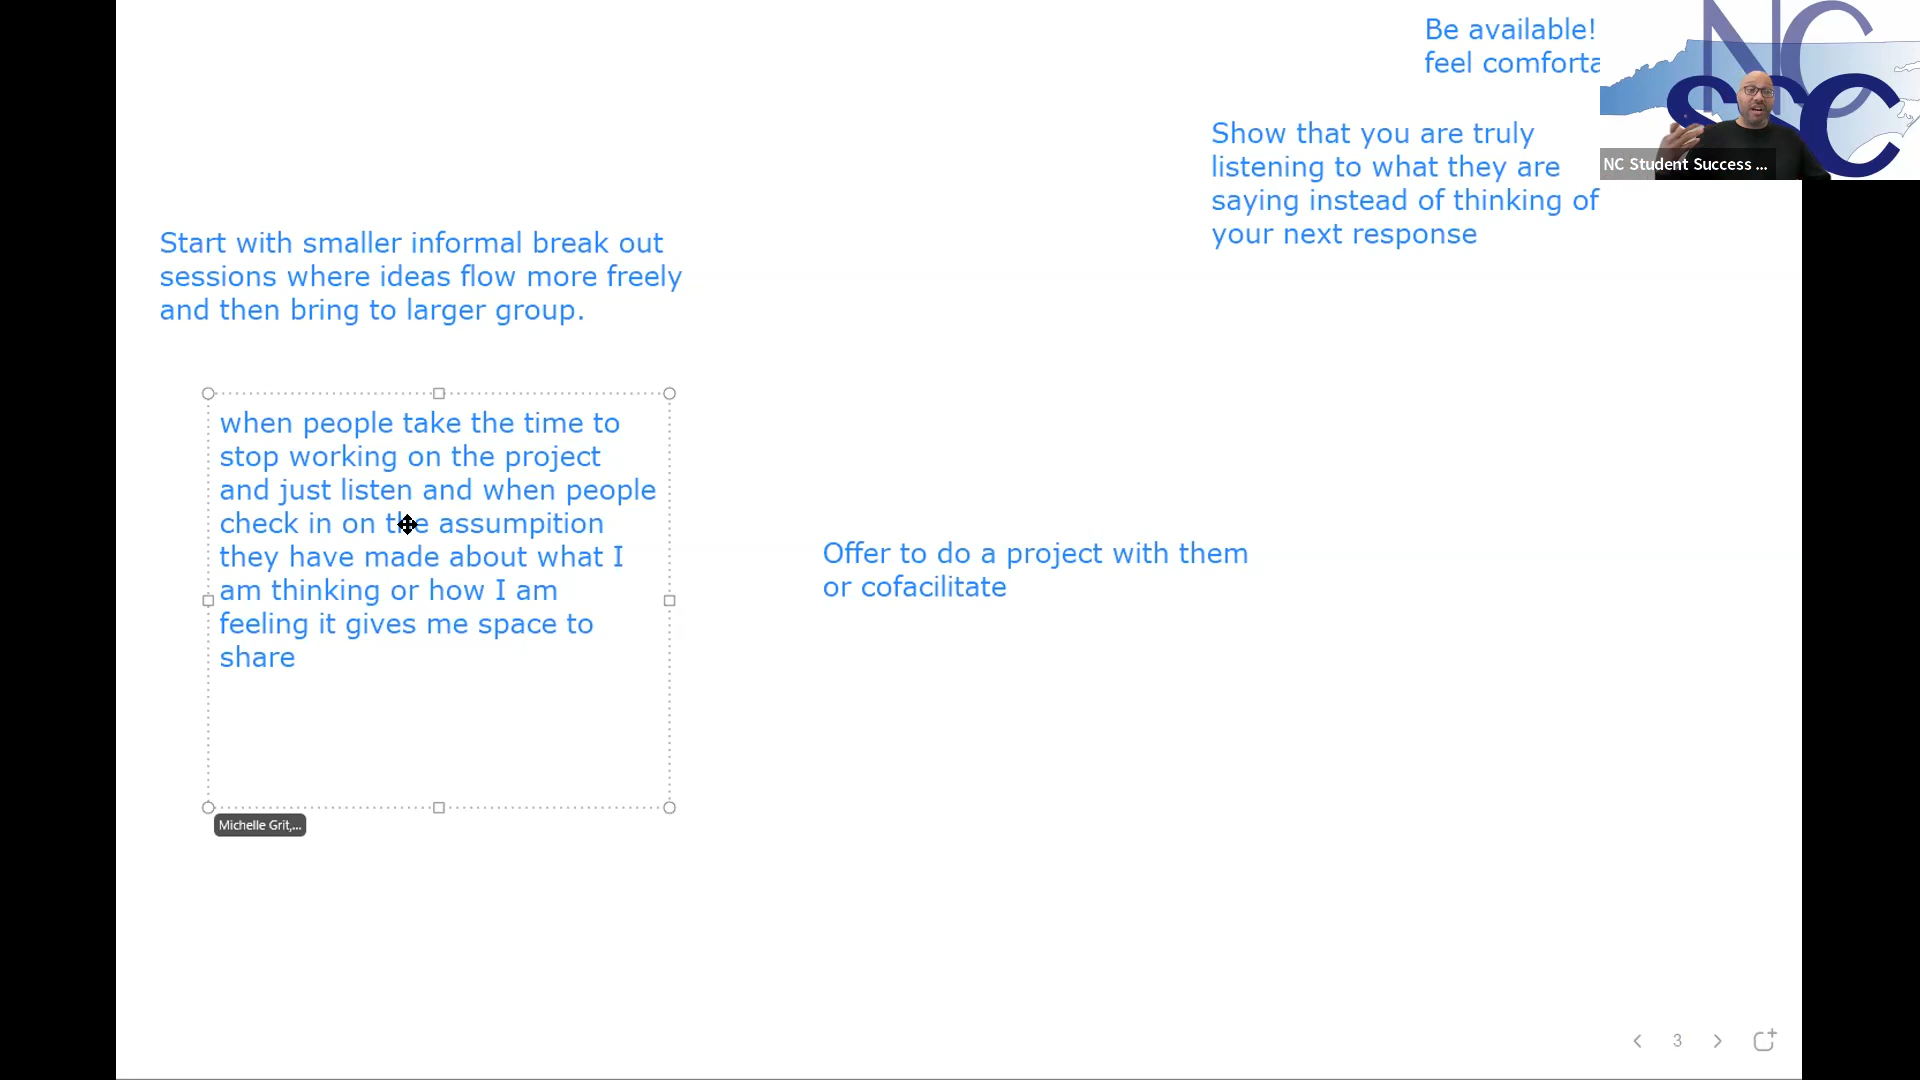 Be available!
feel comforta
NC
SSC
Show that you are truly
listening to what they are
saying instead of thinking of
your next response
NC Student Success ...
Start with smaller informal break out
sessions where ideas flow more freely
and then bring to larger group.
when people take the time to
stop working on the project
and just listen and when people
check in on the assumpition
they have made about what I
am thinking or how I am
feeling it gives me space to
share
Offer to do a project with them
or cofacilitate
Michelle Grit,...
3